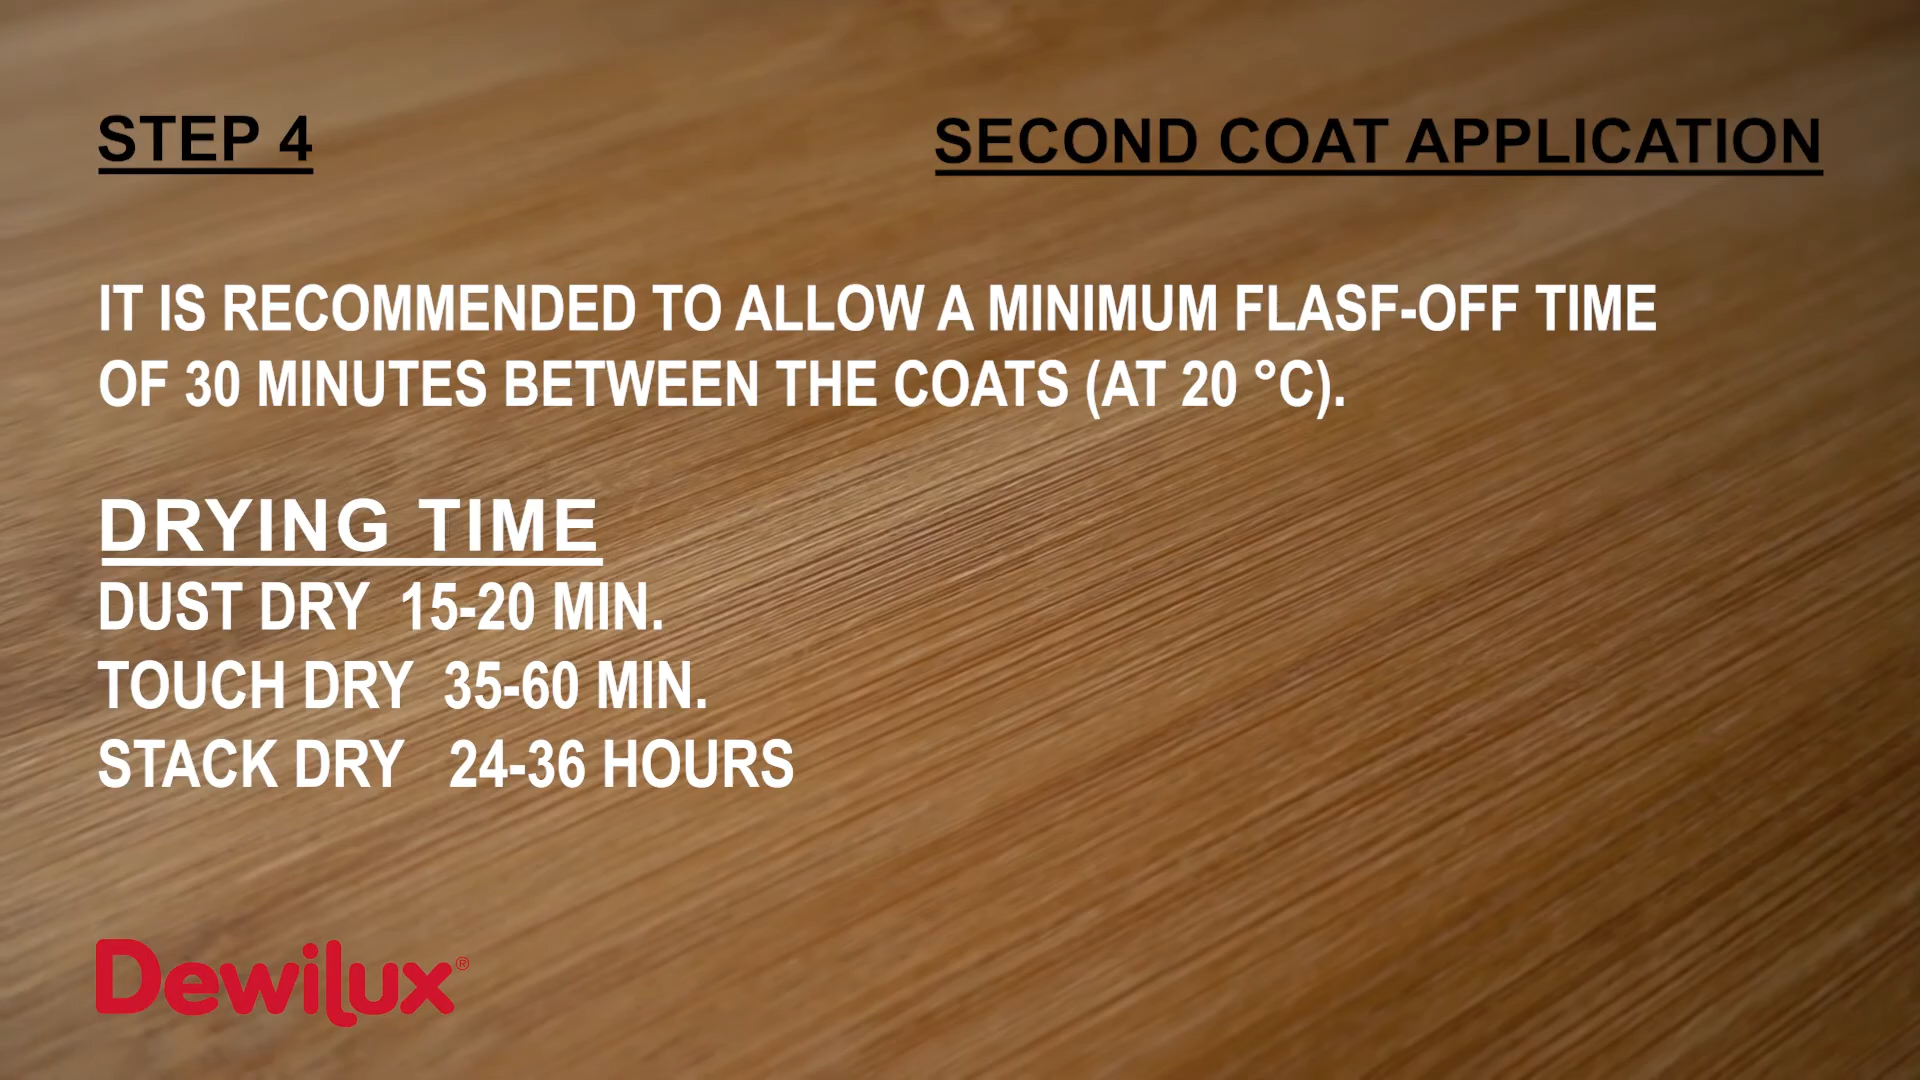 STEP 4
SECOND COAT APPLICATION
IT IS RECOMMENDED TO ALLOW A MINIMUM FLASF-OFF TIME
OF 30 MINUTES BETWEEN THE COATS (AT 20 °C).
DRYING TIME
DUST DRY 15-20 MIN.
TOUCH DRY 35-60 MIN.
STACK DRY 24-36 HOURS
Dewilux®